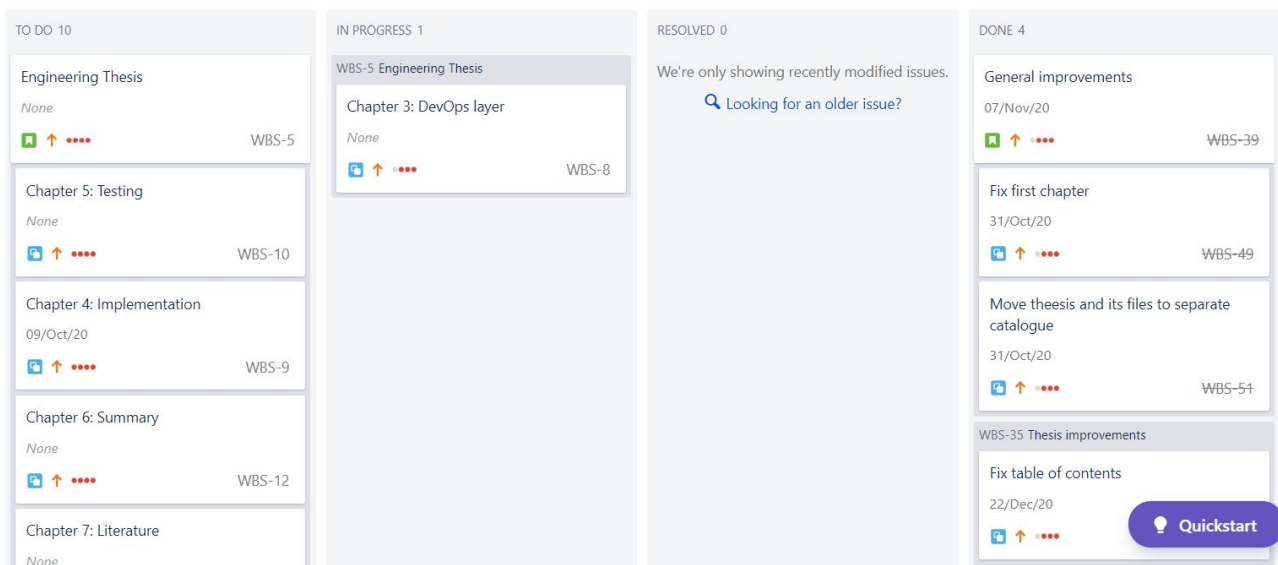 TO DO 10
Engineering Thesis
None
WBS-5
Chapter 5: Testing
None
WBS-10
Chapter 4: Implementation
09/Oct/20
WBS-9
Chapter 6: Summary
None
WBS-12
Chapter 7: Literature
None
IN PROGRESS 1
WBS-5 Engineering Thesis
Chapter 3: DevOps layer
None
WBS-8
RESOLVED 0
We're only showing recently modified issues.
Looking for an older issue?
DONE 4
General improvements
07/Nov/20
WBS-39
Fix first chapter
31/Oct/20
WBS-49
Move theesis and its files to separate
catalogue
31/Oct/20
WBS-51
WBS-35 Thesis improvements
Fix table of contents
22/Dec/20
Quickstart